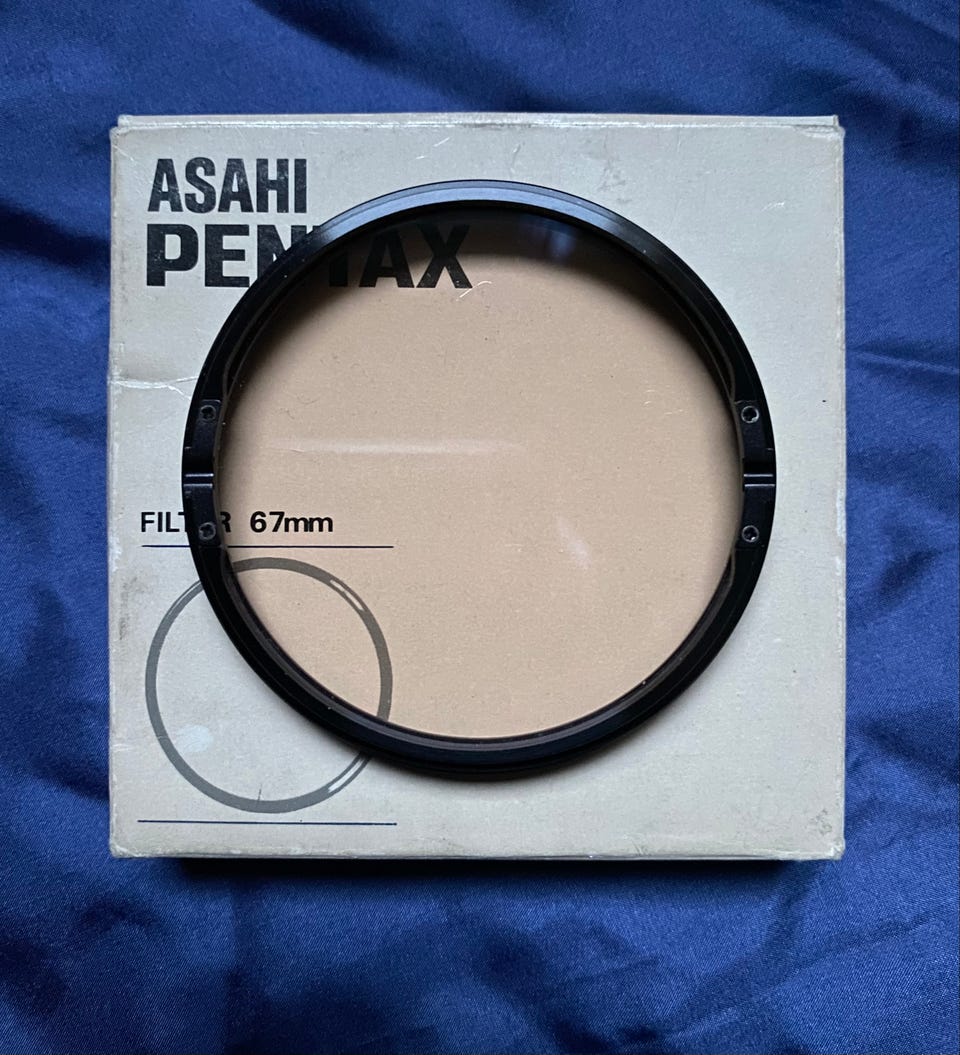 ASAHI
PENTAX
FILTER 67mm